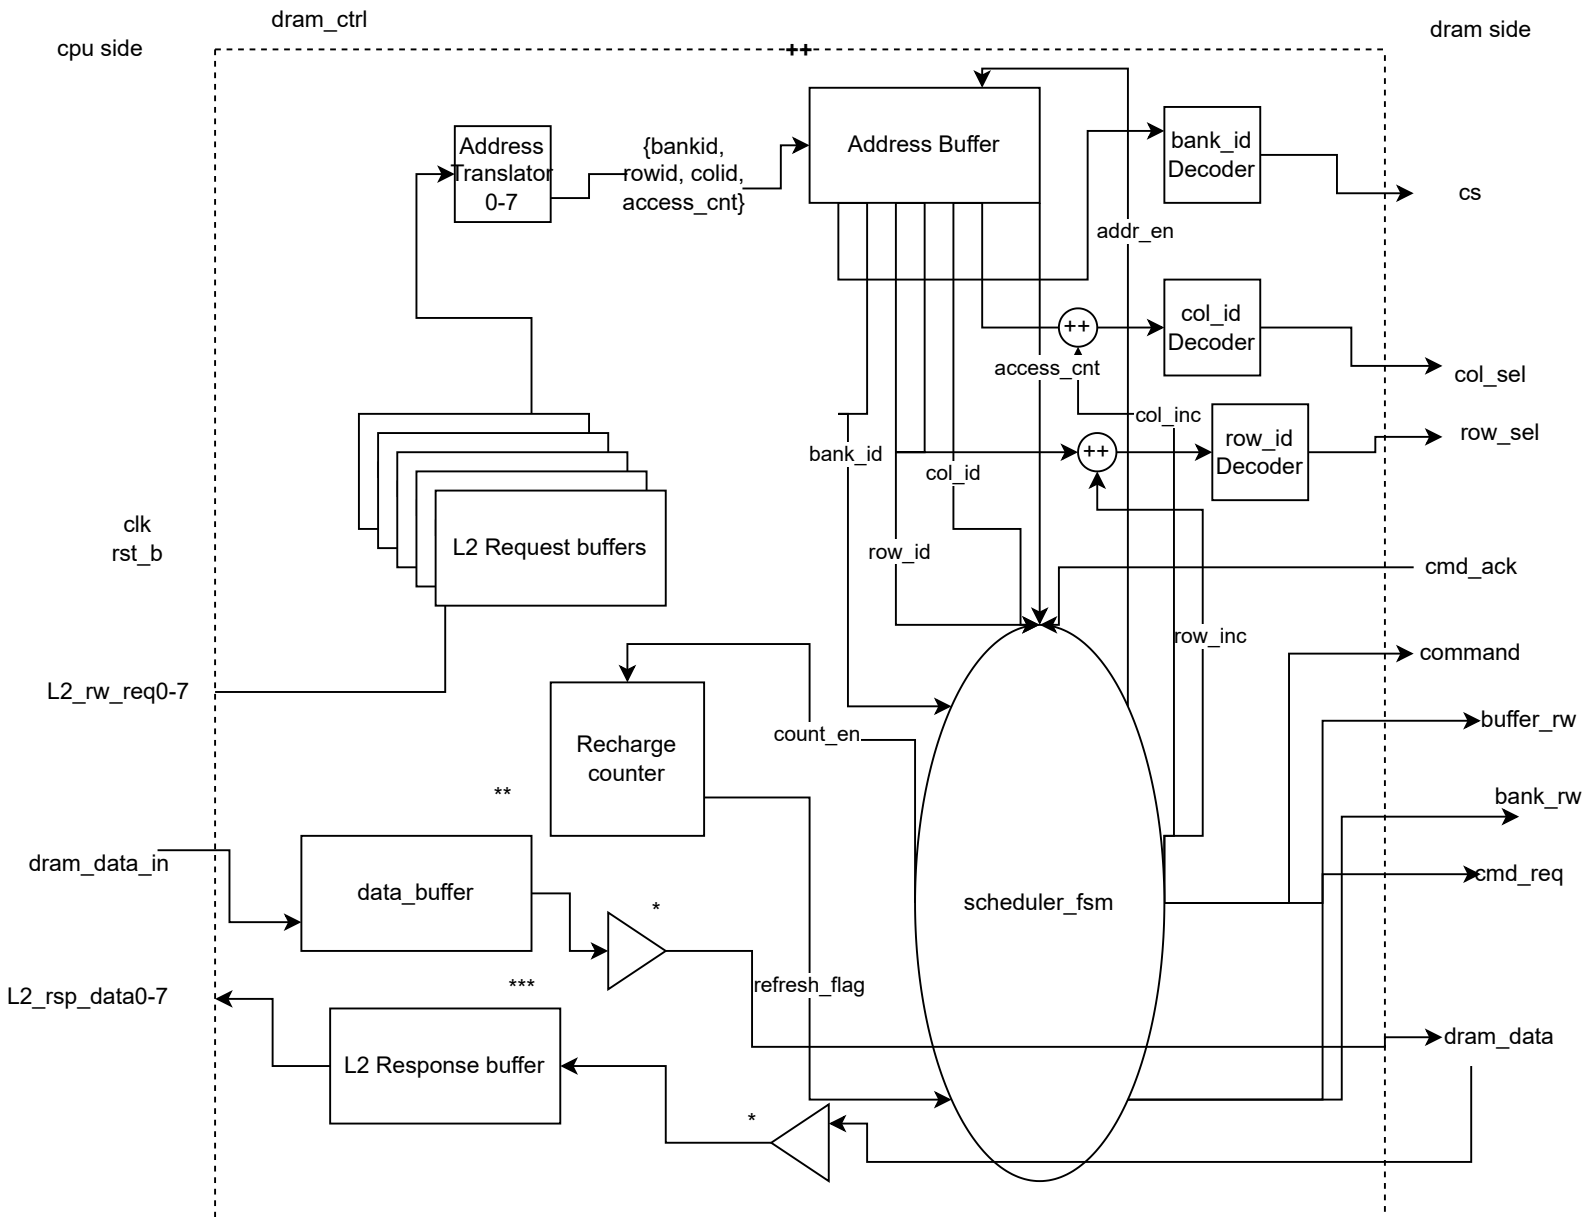 dram_ctrl
cpu side
dram side
++
Address
Translator
0-7
{bankid,
rowid, colid,
access_cnt}
Address Buffer
bank_id
Decoder
cs
addr_en
++
col_id
Decoder
access_cnt
col_sel
col_inc
row_sel
bank_id
++
row_id
Decoder
col_id
clk
rst_b
L2 Request buffers
row_id
cmd_ack
row_inc
command
L2_rw_req0-7
buffer_rw
count_en
Recharge
counter
**
bank_rw
dram_data_in
data_buffer
cmd_req
*
scheduler_fsm
***
refresh_flag
L2_rsp_data0-7
L2 Response buffer
dram_data
*